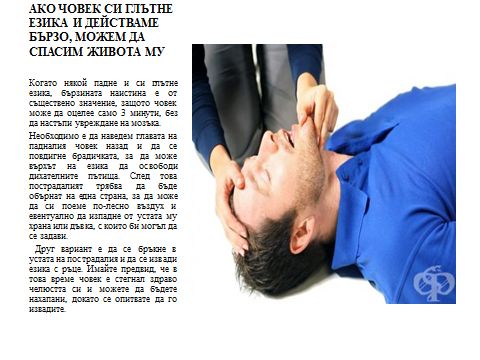 АКО ЧОВЕК СИ ГЛЪТНЕ
ЕЗИКА И ДЕЙСТВАМЕ
БЪРЗО, МОЖЕМ ДА
СПАСИМ ЖИВОТА МУ
Когато някой падне и си глътне
езика, бързината наистина е от
съществено значение, защото човек
може да оцелее само 3 минути, без
да настъпи увреждане на мозъка.
Необходимо е да наведем главата на
падналия човек назад и да се
повдигне брадичката, за да може
върхът на езика да освободи
дихателните пътища. След това
пострадалият трябва да бъде
обърнат на една страна, за да може
да си поеме по-лесно въздух и
евентуално да изпадне от устата му
храна или дъвка, с които би могъл да
се задави.
Друг вариант е да се бръкне в
устата на пострадалия и да се извади
езика с ръце. Имайте предвид, че в
това време човек е стегнал здраво
челюстта си и можете да бъдете
нахапани, докато се опитвате да го
извадите.